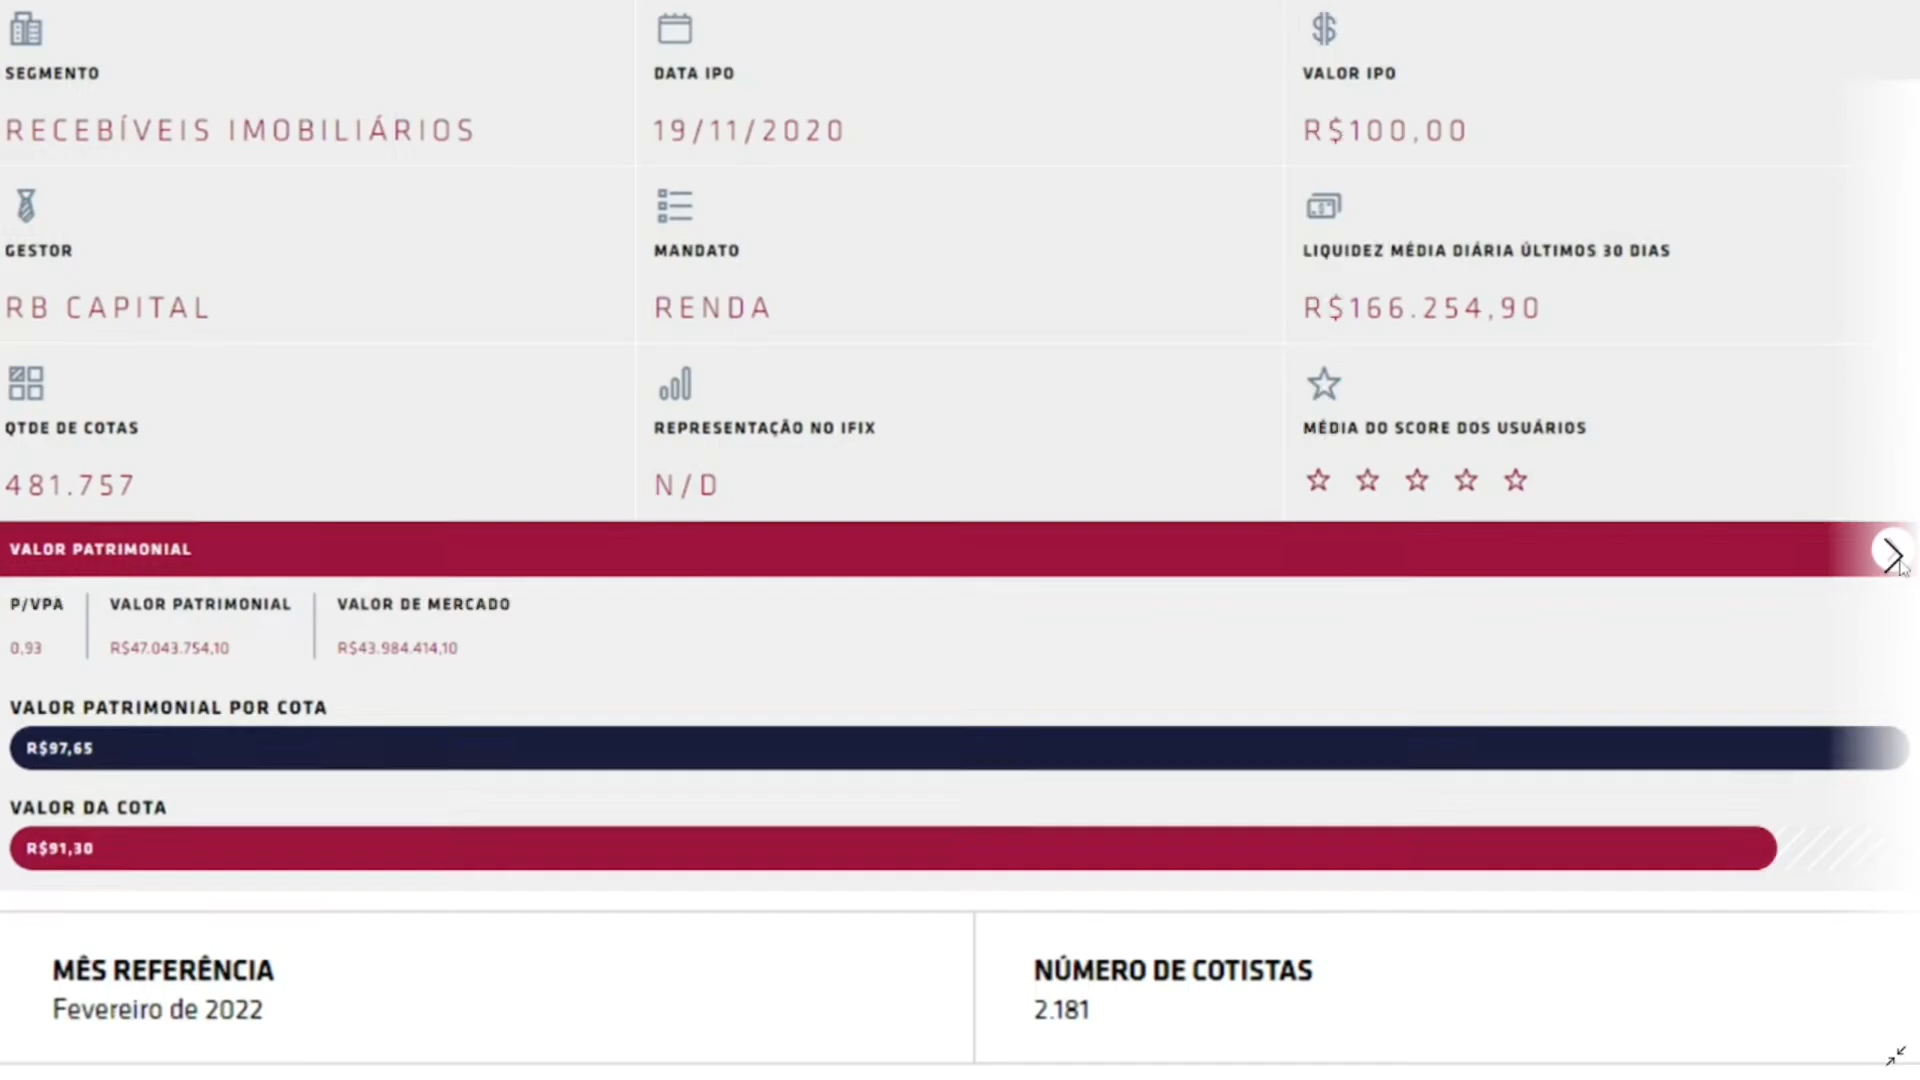 SEGMENTO
RECEBÍVEIS IMOBILIÁRIOS
DATA IPO
19/11/2020
VALOR IPO
R$100,00
GESTOR
RB CAPITAL
MANDATO
RENDA
LIQUIDEZ MÉDIA DIÁRIA ÚLTIMOS 30 DIAS
R$166.254,90
QTDE DE COTAS
481.757
REPRESENTAÇÃO NO IFIX
N/D
MÉDIA DO SCORE DOS USUÁRIOS
VALOR PATRIMONIAL
P/VPA
0,93
VALOR PATRIMONIAL
R$47.043.754,10
VALOR DE MERCADO
R$43.984.414,10
VALOR PATRIMONIAL POR COTA
R$97,65
VALOR DA COTA
R$91,30
MÊS REFERÊNCIA
Fevereiro de 2022
NÚMERO DE COTISTAS
2.181